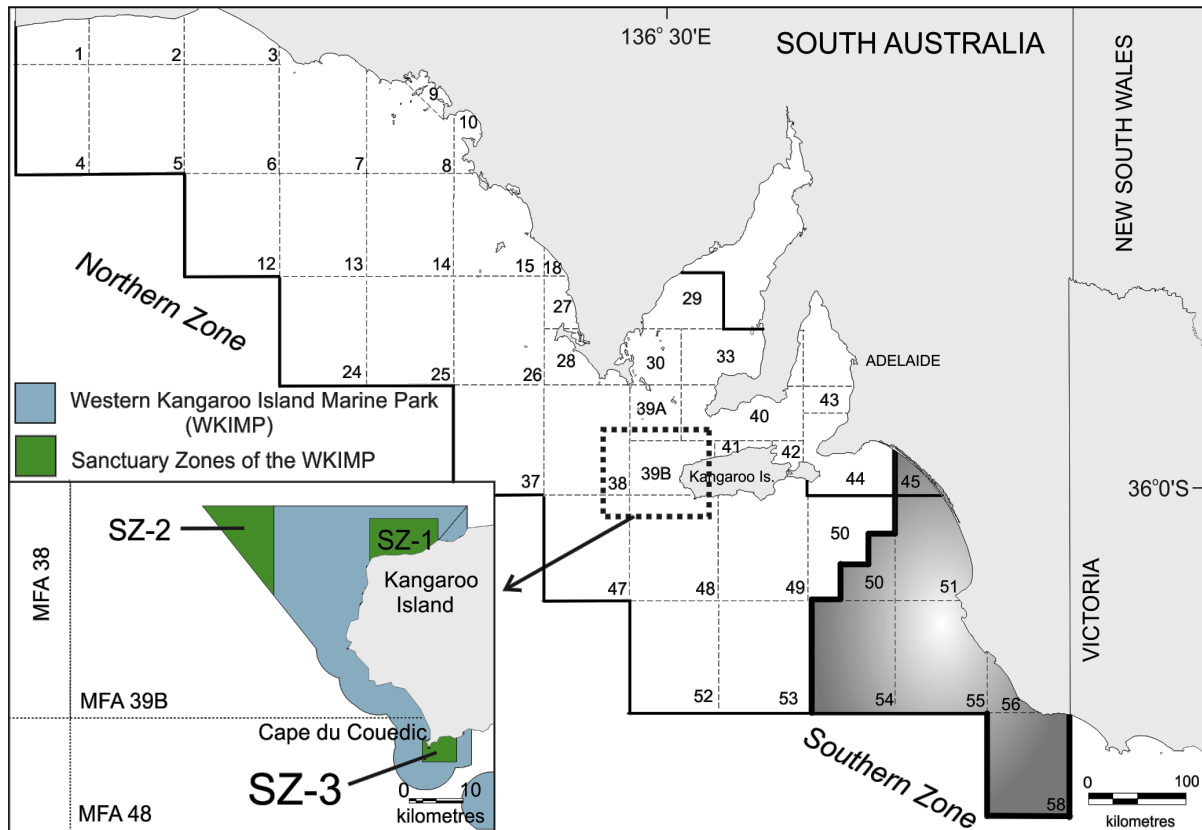 136° 30'E
SOUTH AUSTRALIA
NEW SOUTH WALES
1
2
3
9
10
4
5
6
7
8
Northern Zone
12
13
14
15
18
27
29
24
25
26
28
30
33
ADELAIDE
39A
40
43
Western Kangaroo Island Marine Park
(WKIMP)
Sanctuary Zones of the WKIMP
37
38
39B
41
42
Kangaroo Is.
44
45
36° 0'S
50
47
48
49
50
51
VICTORIA
52
53
54
55
56
58
Southern Zone
0
100
kilometres
SZ-2
SZ-1
MFA 38
Kangaroo
Island
MFA 39B
Cape du Couedic
SZ-3
0
10
kilometres
MFA 48